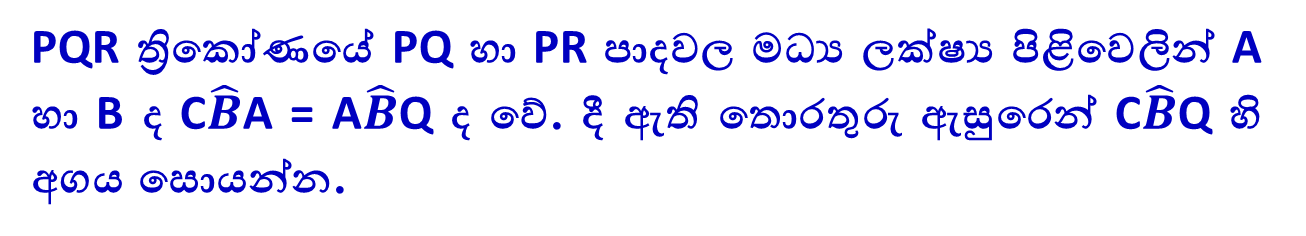 PQR ත්‍රිකෝණයේ PQ හා PR පාදවල මධ්‍ය ලක්ෂ්‍ය පිළිවෙලින් A
හා B ද CB̂A = AB̂Q ද වේ. දී ඇති තොරතුරු ඇසුරෙන් CB̂Q හි
අගය සොයන්න.